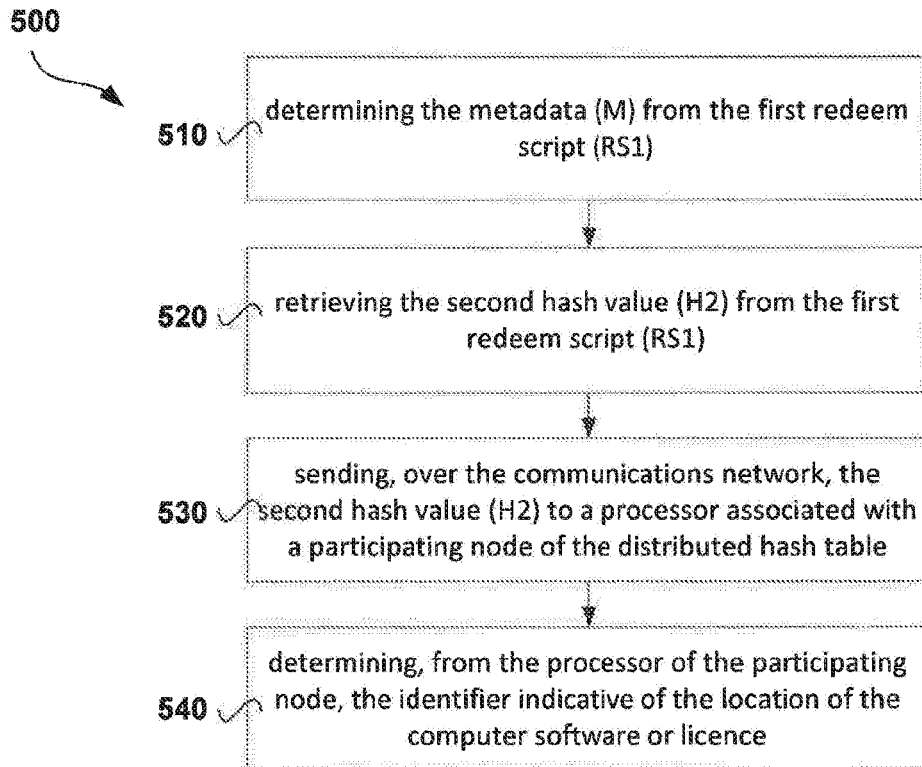 500
510
determining the metadata (M) from the first redeem
script (RS1)
520
retrieving the second hash value (H2) from the first
redeem script (RS1)
530
sending, over the communications network, the
second hash value (H2) to a processor associated with
a participating node of the distributed hash table
540
determining, from the processor of the participating
node, the identifier indicative of the location of the
computer software or licence